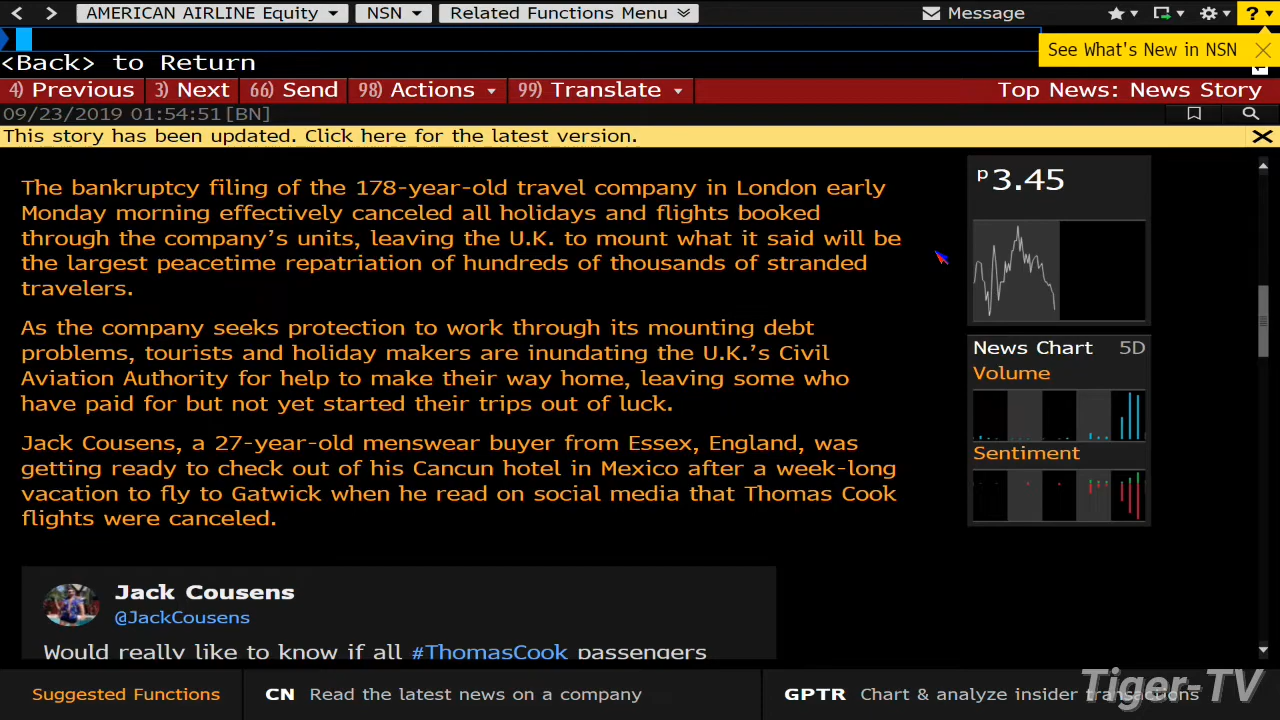 AMERICAN AIRLINE Equity NSN Related Functions Menu Message ?
See What's New in NSN
<Back> to Return
4) Previous 3) Next 66) Send 98) Actions 99) Translate Top News: News Story
09/23/2019 01:54:51 [BN]
This story has been updated. Click here for the latest version.
The bankruptcy filing of the 178-year-old travel company in London early
Monday morning effectively canceled all holidays and flights booked
through the company's units, leaving the U.K. to mount what it said will be
the largest peacetime repatriation of hundreds of thousands of stranded
travelers.
As the company seeks protection to work through its mounting debt
problems, tourists and holiday makers are inundating the U.K.'s Civil
Aviation Authority for help to make their way home, leaving some who
have paid for but not yet started their trips out of luck.
Jack Cousens, a 27-year-old menswear buyer from Essex, England, was
getting ready to check out of his Cancun hotel in Mexico after a week-long
vacation to fly to Gatwick when he read on social media that Thomas Cook
flights were canceled.
P3.45
News Chart 5D
Volume
Sentiment
Jack Cousens
@JackCousens
Would really like to know if all #ThomasCook passengers
Suggested Functions CN Read the latest news on a company GPTR Chart & analyze insider transactions
Tiger-TV